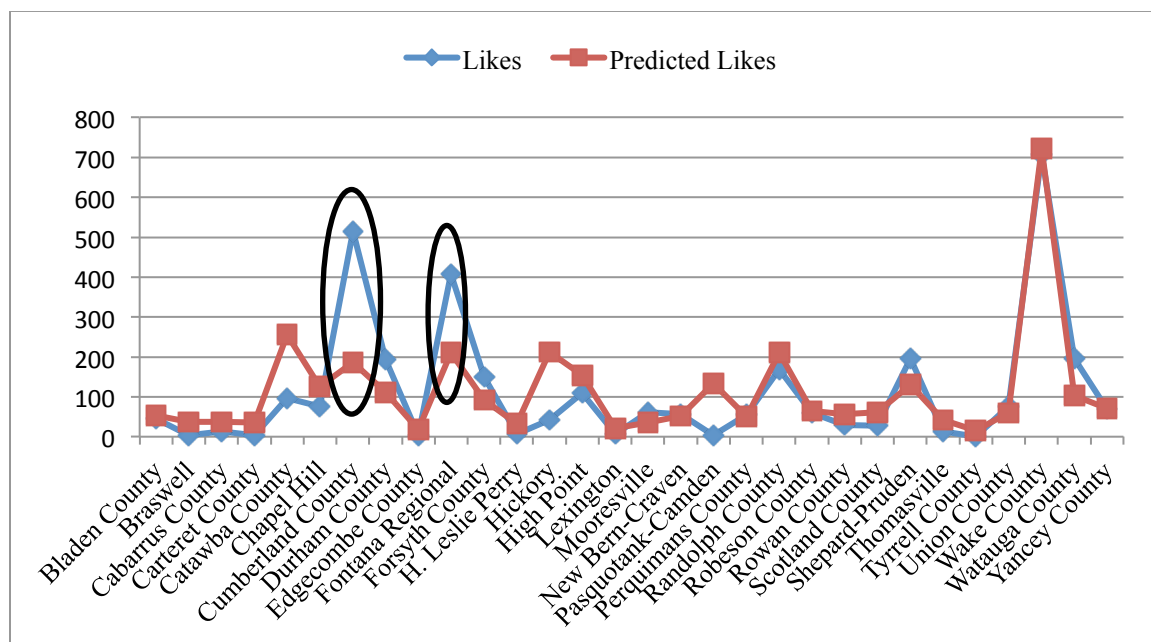 Likes Predicted Likes
800
700
600
500
400
300
200
100
0
Bladen County
Braswell
Cabarrus County
Carteret County
Catawba County
Chapel Hill
Cumberland County
Durham County
Edgecombe County
Fontana Regional
Forsyth County
H. Leslie Perry
Hickory
High Point
Lexington
Mooresville
New Bern-Craven
Pasquotank-Camden
Perquimans County
Randolph County
Robeson County
Rowan County
Scotland County
Shepard-Pruden
Thomasville
Tyrrell County
Union County
Wake County
Watauga County
Yancey County